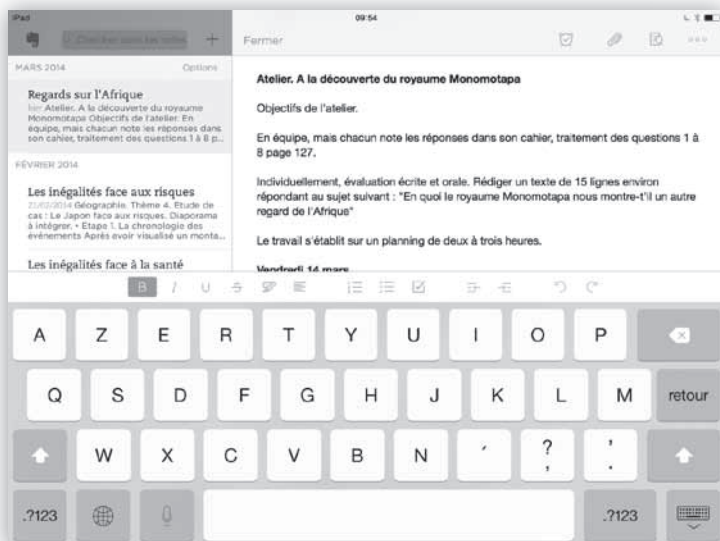 iPad 09:54
Chercher dans les notes + Fermer
MARS 2014 Options
Regards sur l'Afrique
hier Atelier. A la découverte du royaume
Monomotapa Objectifs de l'atelier. En
équipe, mais chacun note les réponses dans
son cahier, traitement des questions 1 à 8 p...
FÉVRIER 2014
Les inégalités face aux risques
21/02/2014 Géographie. Thème 4. Etude de
cas : Le Japon face aux risques. Diaporama
à intégrer. • Etape 1. La chronologie des
événements Après avoir visualisé un monta...
Les inégalités face à la santé
Atelier. A la découverte du royaume Monomotapa
Objectifs de l'atelier.
En équipe, mais chacun note les réponses dans son cahier, traitement des questions 1 à
8 page 127.
Individuellement, évaluation écrite et orale. Rédiger un texte de 15 lignes environ
répondant au sujet suivant : "En quoi le royaume Monomotapa nous montre-t'il un autre
regard de l'Afrique"
Le travail s'établit sur un planning de deux à trois heures.
Vendredi 14 mars
B I U S
A Z E R T Y U I O P
Q S D F G H J K L M retour
W X C V B N ´ ? , ' .
.?123 .?123